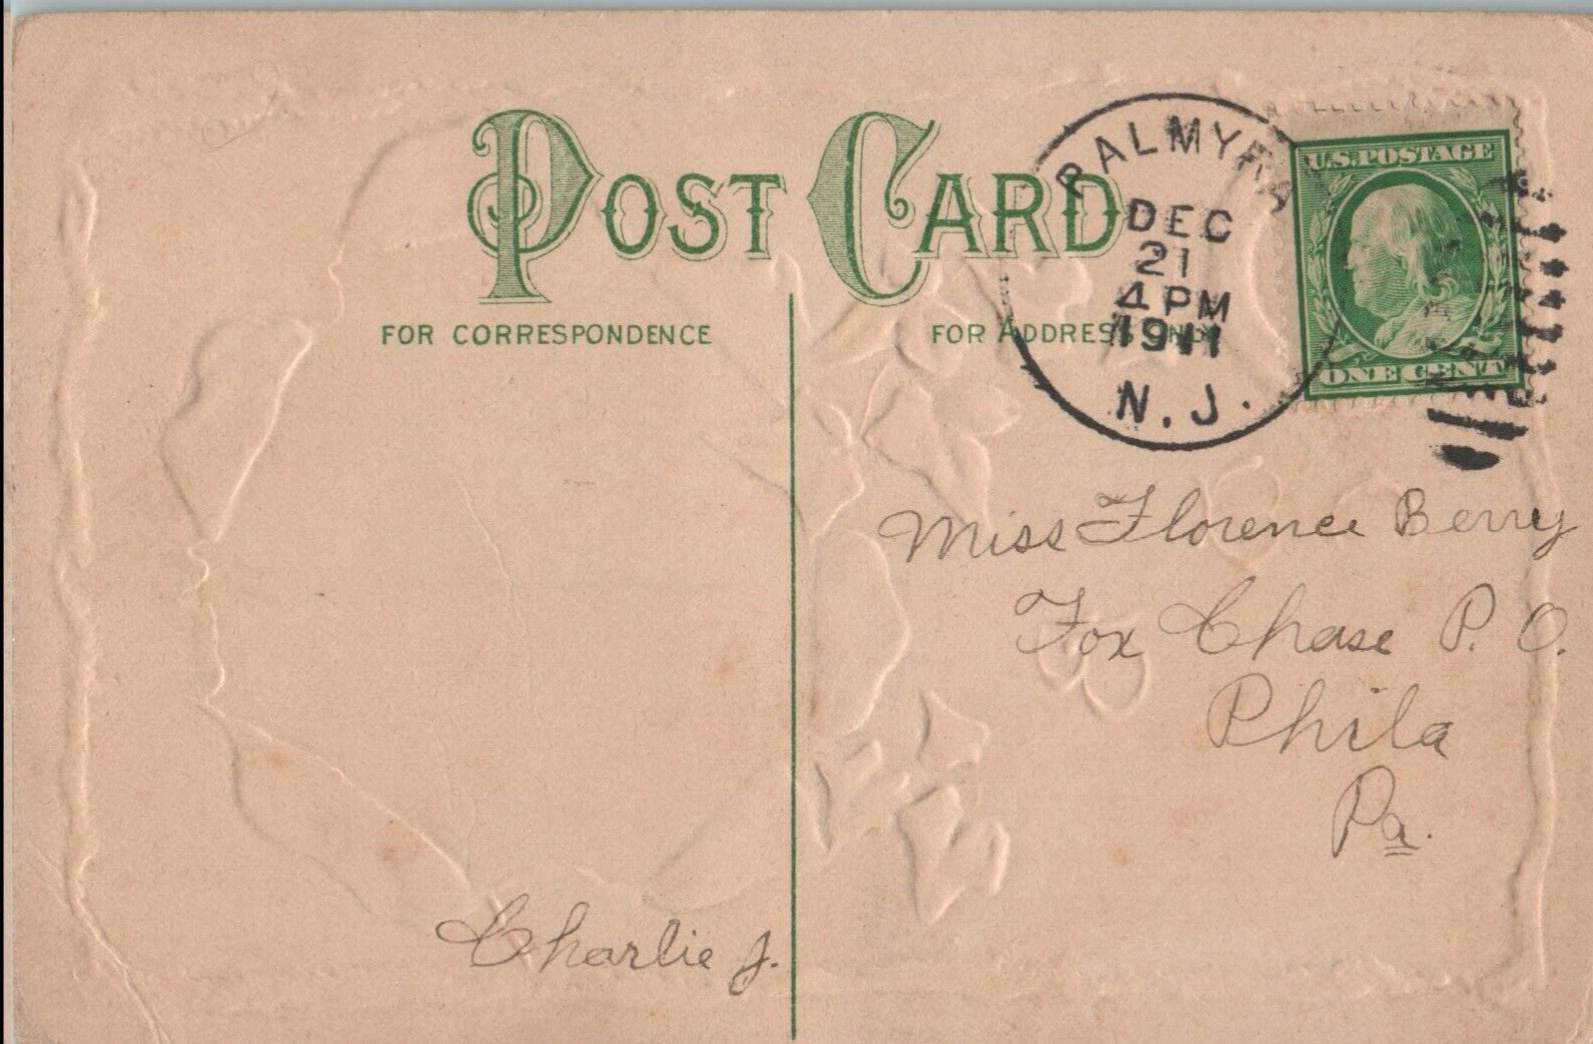 POST CARD
FOR CORRESPONDENCE
FOR ADDRESS ONLY
PALMYRA
DEC
21
4 PM
1911
N.J.
U.S. POSTAGE
ONE CENT
Miss Florence Berry
Fox Chase P. O.
Phila
Pa.
Charlie J.